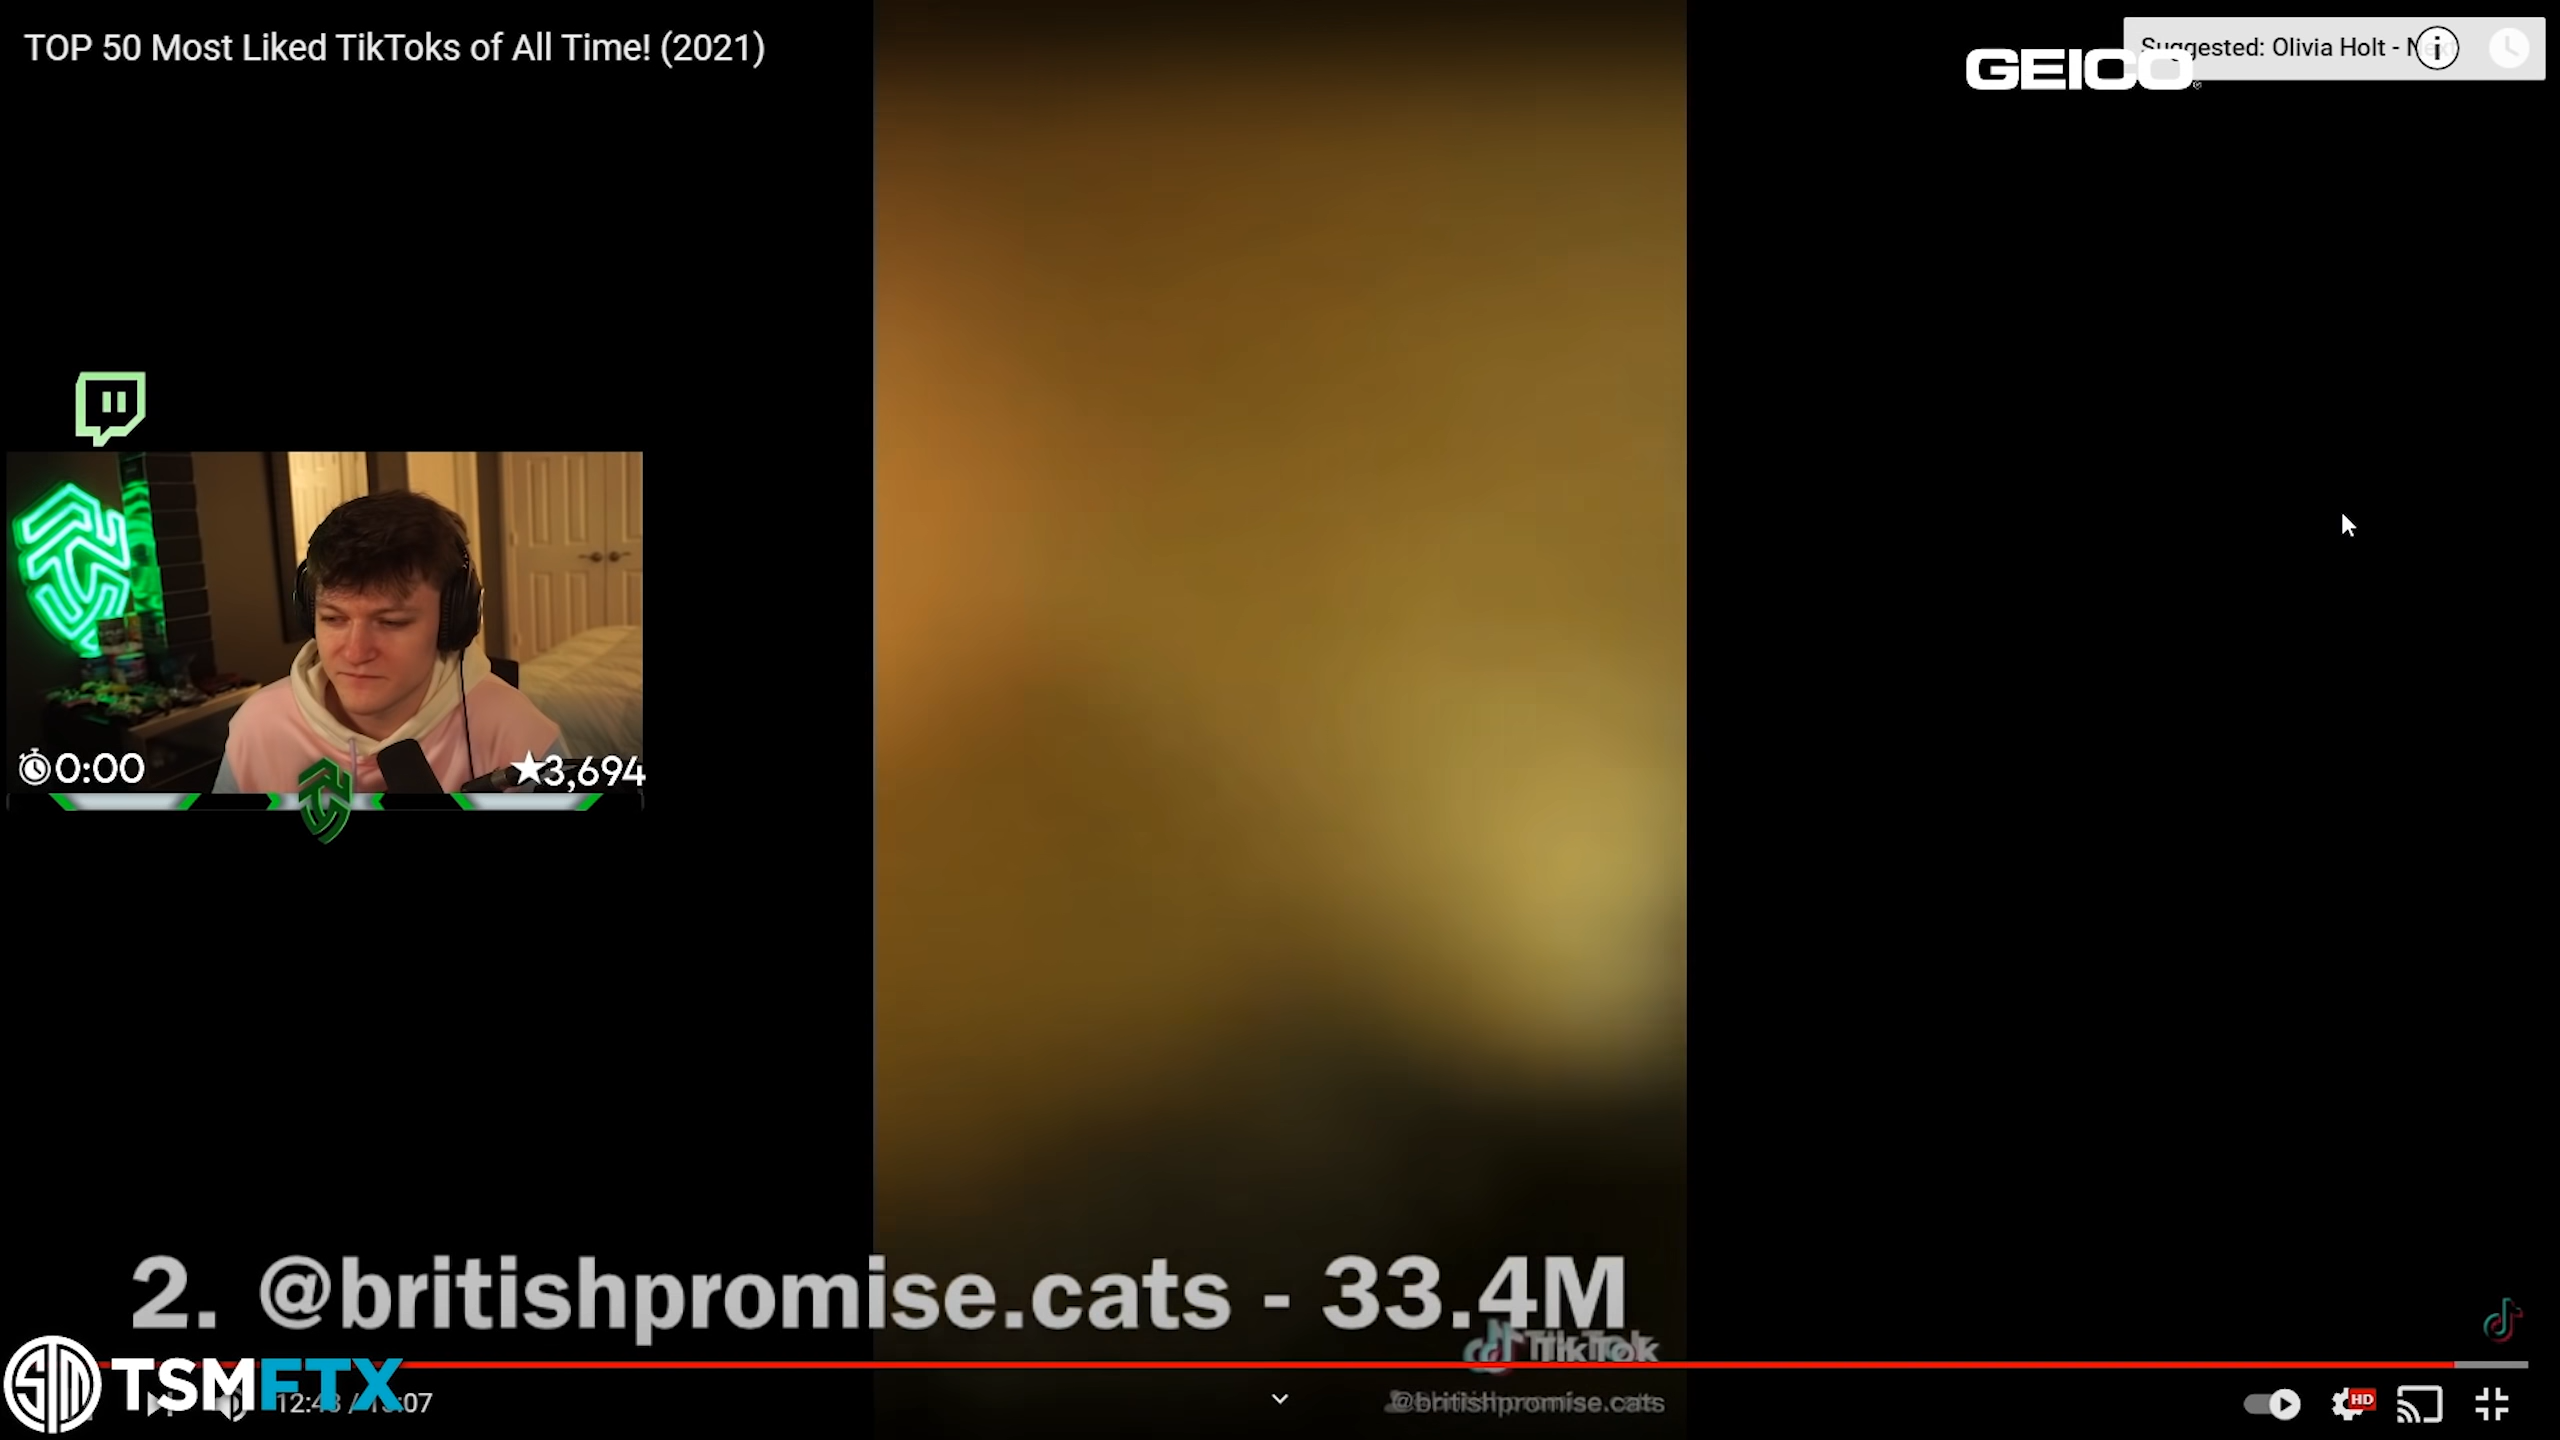 TOP 50 Most Liked TikToks of All Time! (2021)
Suggested: Olivia Holt -
GEICO
0:00
3,694
2. @britishpromise.cats - 33.4M
TikTok
TSMFTX
HD
@britishpromise.cats